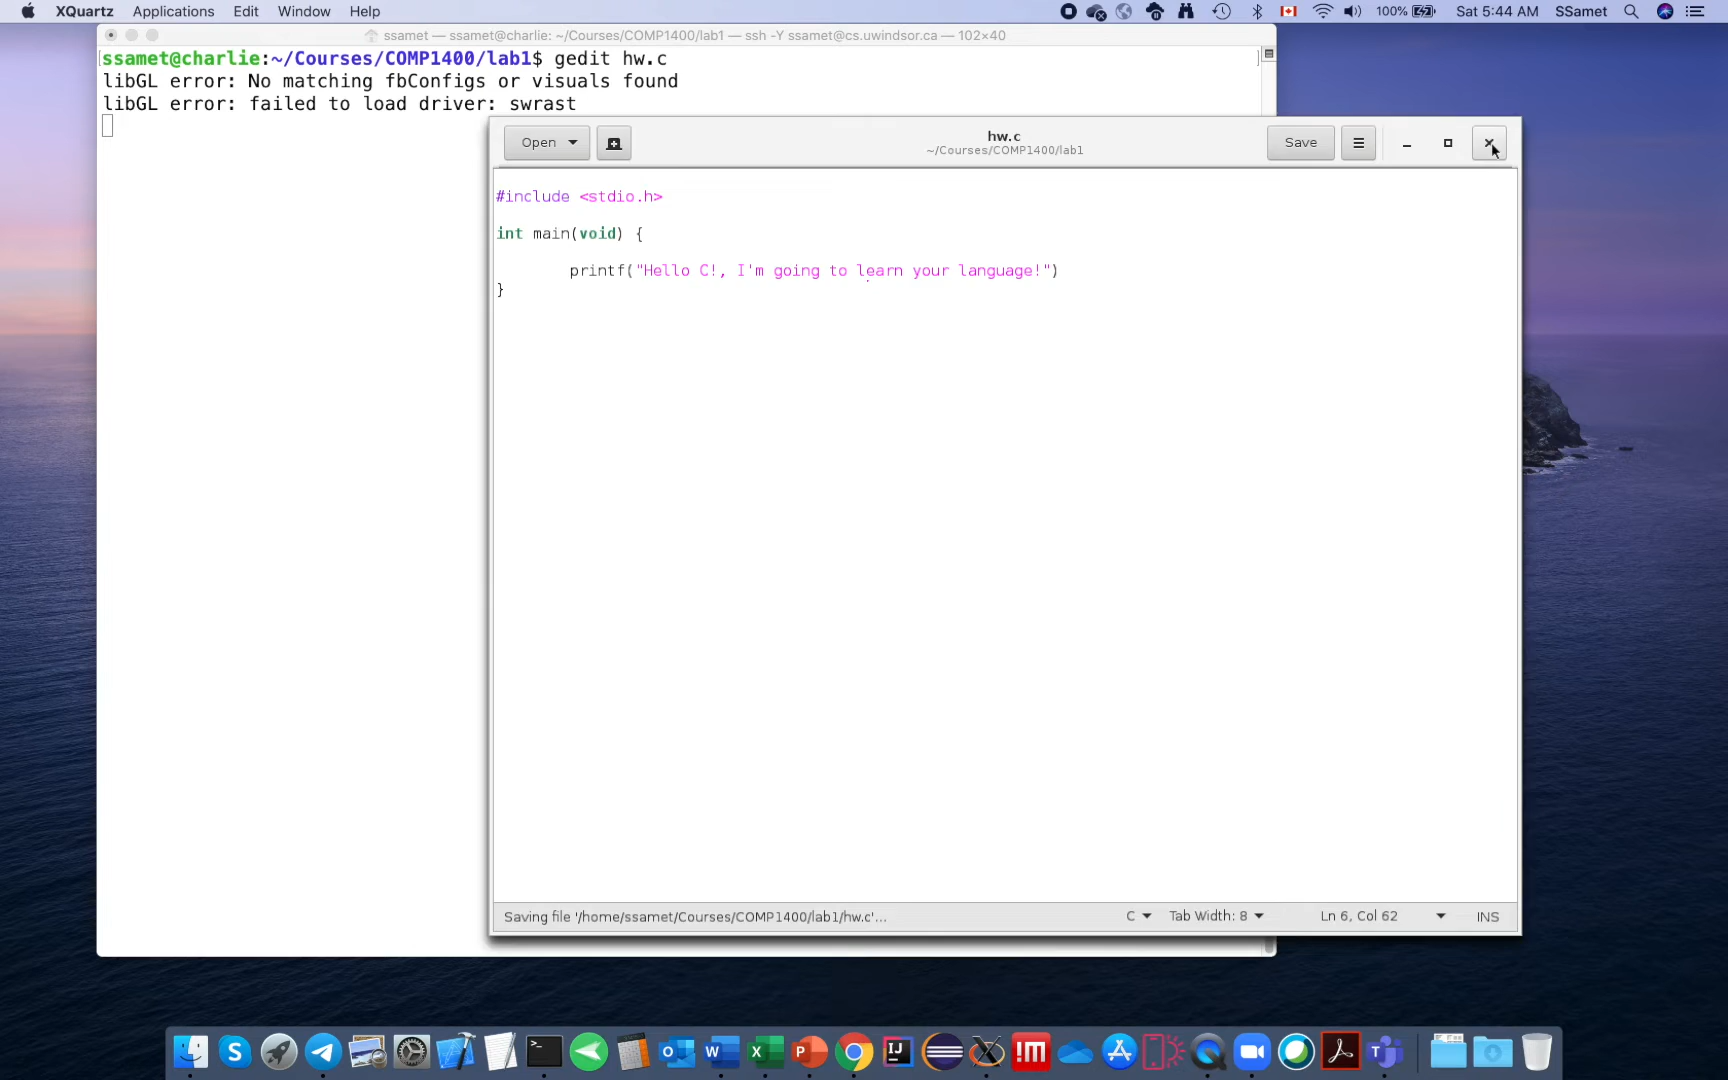 XQuartz Applications Edit Window Help
100% Sat 5:44 AM SSamet
ssamet — ssamet@charlie: ~/Courses/COMP1400/lab1 — ssh -Y ssamet@cs.uwindsor.ca — 102×40
[ssamet@charlie:~/Courses/COMP1400/lab1$ gedit hw.c ]
libGL error: No matching fbConfigs or visuals found
libGL error: failed to load driver: swrast
Open
hw.c
~/Courses/COMP1400/lab1
Save
#include <stdio.h>
int main(void) {
printf("Hello C!, I'm going to learn your language!")
}
Saving file '/home/ssamet/Courses/COMP1400/lab1/hw.c'...
C
Tab Width: 8
Ln 6, Col 62
INS